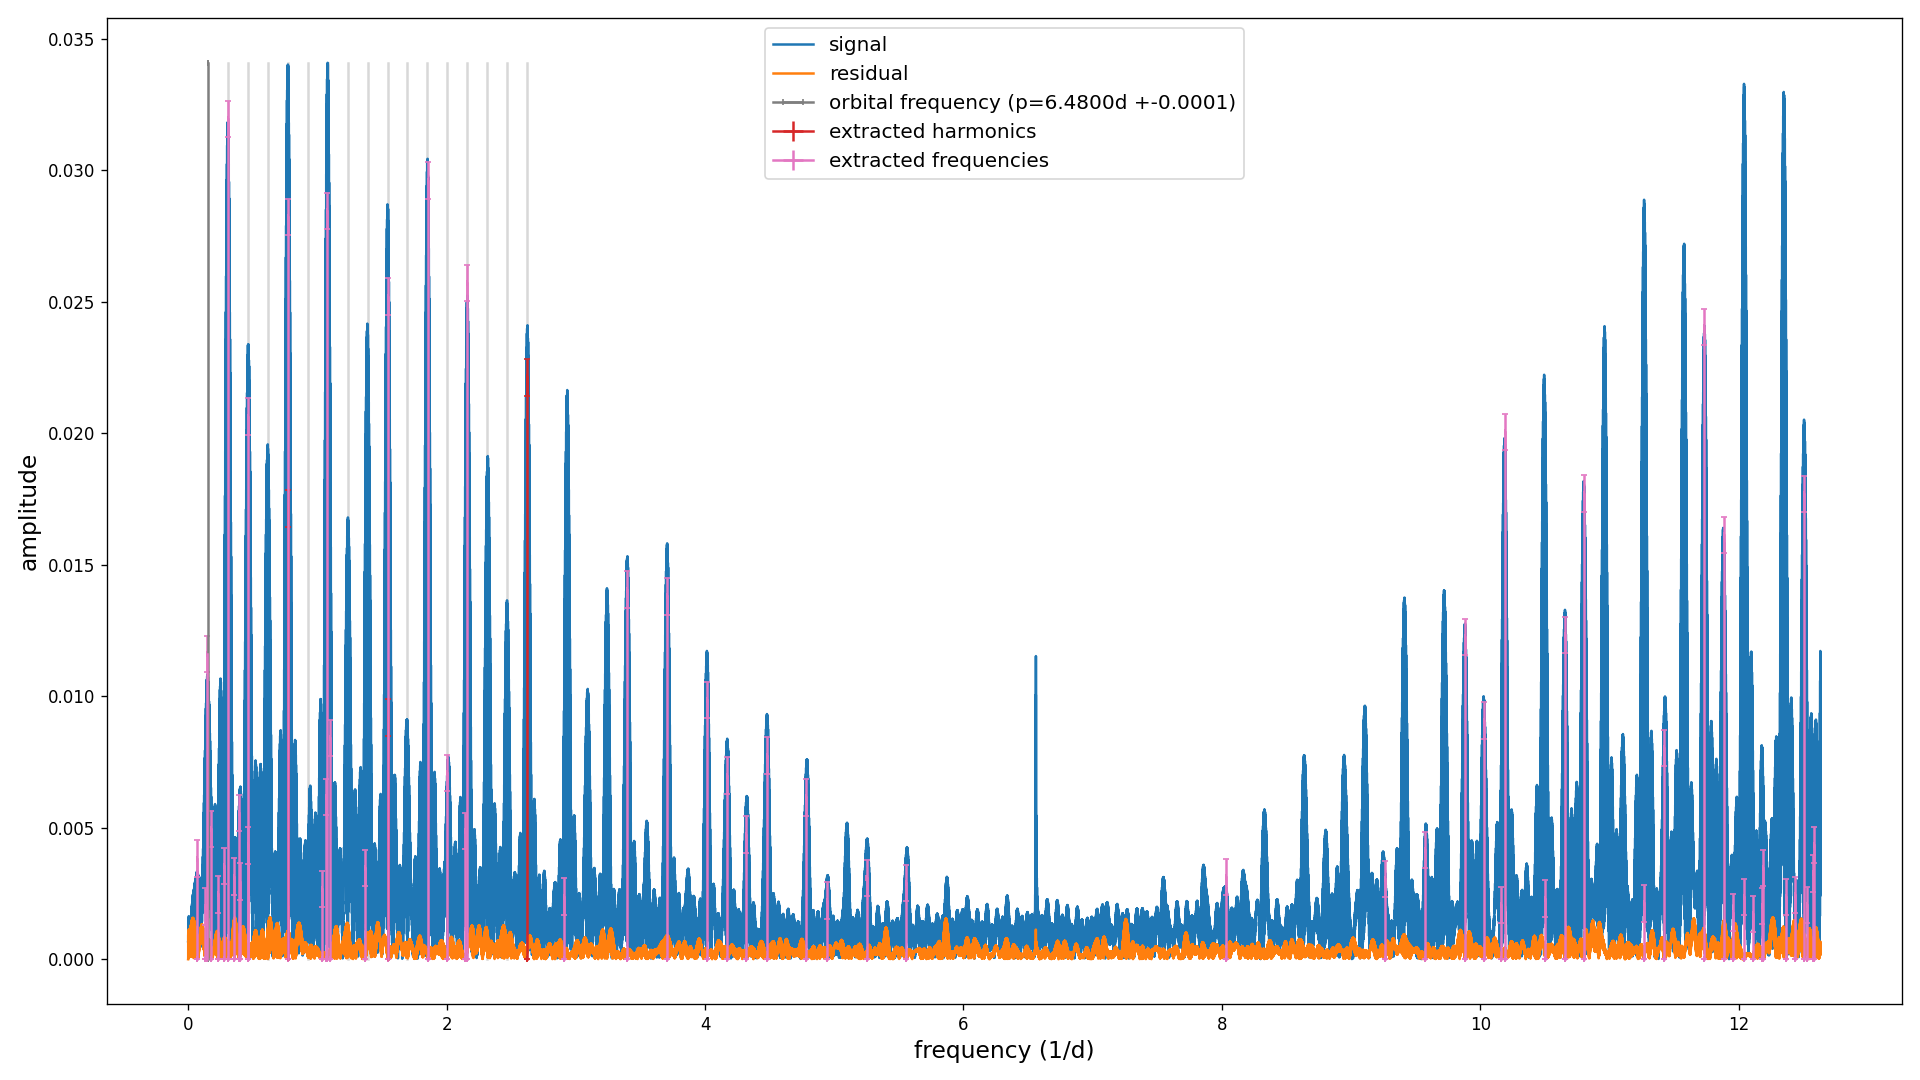 signal
residual
orbital frequency (p=6.4800d +-0.0001)
extracted harmonics
extracted frequencies
amplitude
0.035
0.030
0.025
0.020
0.015
0.010
0.005
0.000
0 2 4 6 8 10 12
frequency (1/d)